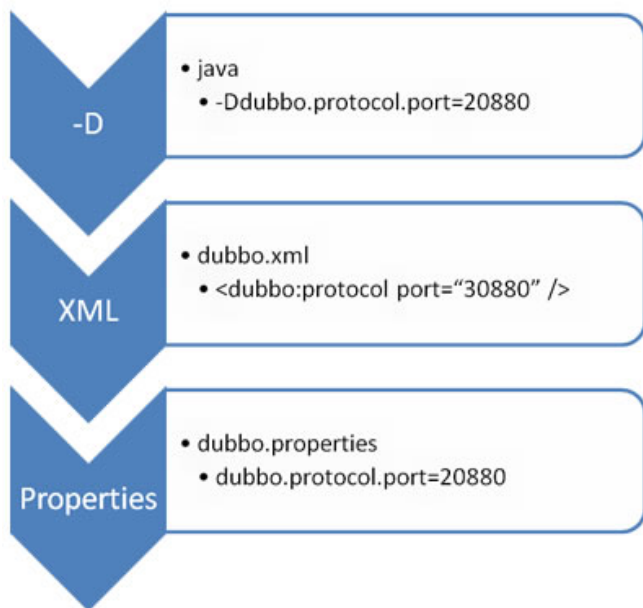 -D
• java
• -Ddubbo.protocol.port=20880
XML
• dubbo.xml
• <dubbo:protocol port=“30880” />
Properties
• dubbo.properties
• dubbo.protocol.port=20880